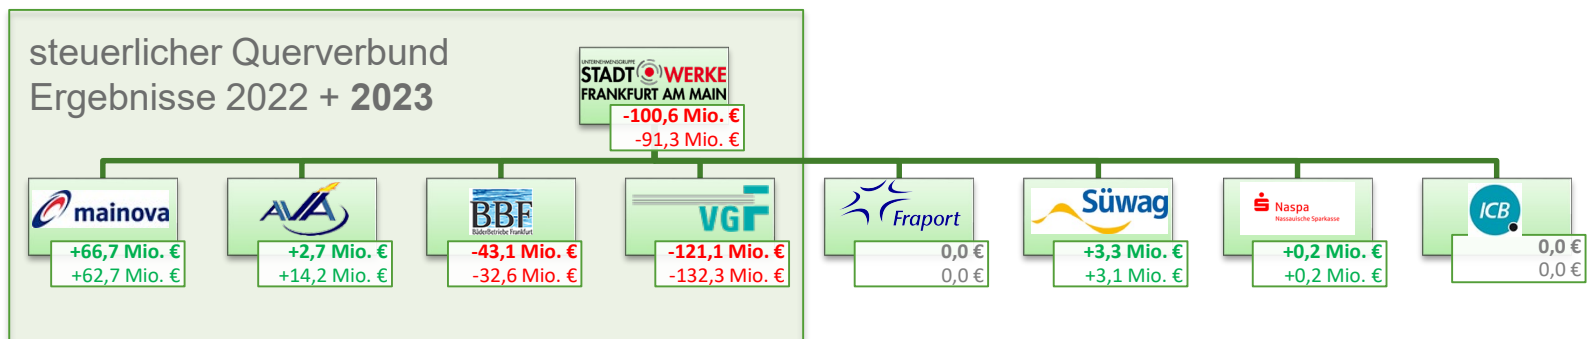 steuerlicher Querverbund
Ergebnisse 2022 + 2023
UNTERNEHMENSGRUPPE
STADTWERKE
FRANKFURT AM MAIN
-100,6 Mio. €
-91,3 Mio. €
mainova
+66,7 Mio. €
+62,7 Mio. €
AVA
+2,7 Mio. €
+14,2 Mio. €
BBF
BäderBetriebe Frankfurt
-43,1 Mio. €
-32,6 Mio. €
VGF
-121,1 Mio. €
-132,3 Mio. €
Fraport
0,0 €
0,0 €
Süwag
+3,3 Mio. €
+3,1 Mio. €
Naspa
Nassauische Sparkasse
+0,2 Mio. €
+0,2 Mio. €
ICB
0,0 €
0,0 €